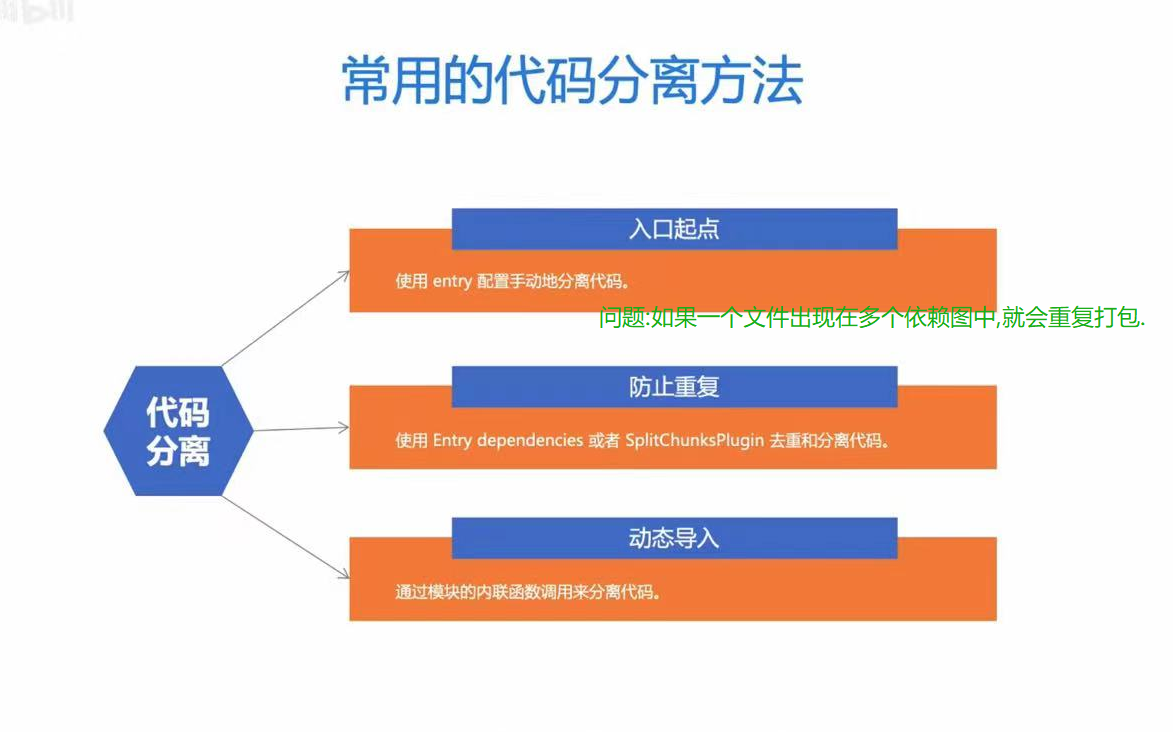 常用的代码分离方法
入口起点
使用 entry 配置手动地分离代码。
问题:如果一个文件出现在多个依赖图中,就会重复打包.
防止重复
使用 Entry dependencies 或者 SplitChunksPlugin 去重和分离代码。
代码
分离
动态导入
通过模块的内联函数调用来分离代码。